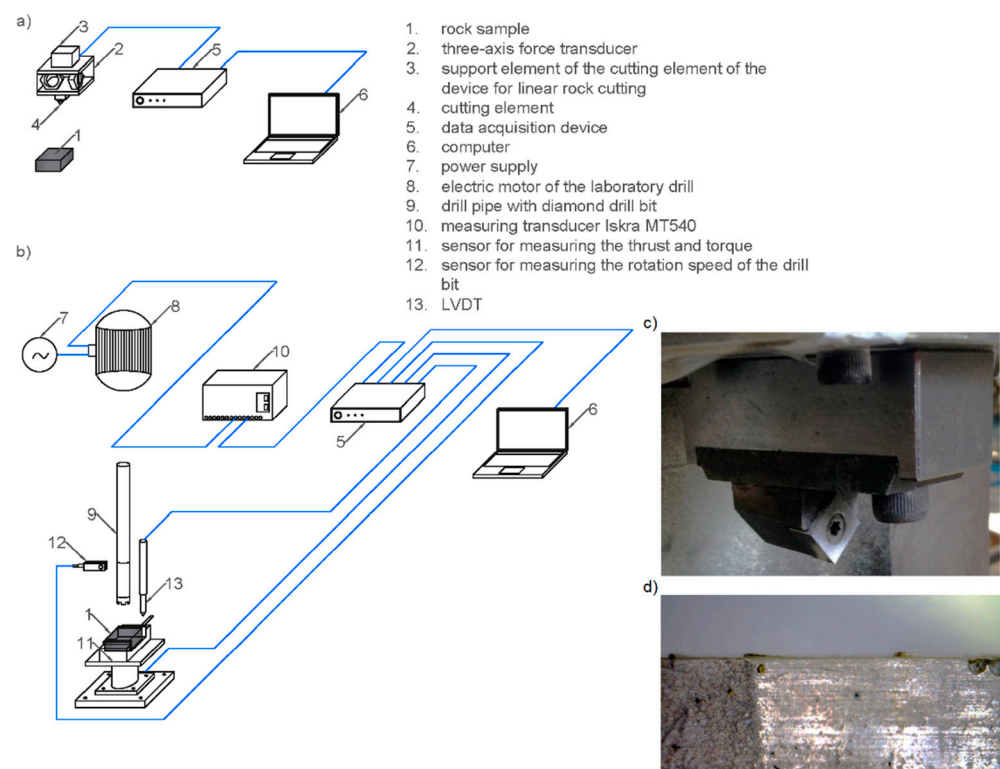 a)
3
2
5
6
4
1
1. rock sample
2. three-axis force transducer
3. support element of the cutting element of the
device for linear rock cutting
4. cutting element
5. data acquisition device
6. computer
7. power supply
8. electric motor of the laboratory drill
9. drill pipe with diamond drill bit
10. measuring transducer Iskra MT540
11. sensor for measuring the thrust and torque
12. sensor for measuring the rotation speed of the drill
bit
13. LVDT
b)
7
8
10
5
6
9
12
13
1
11
c)
d)